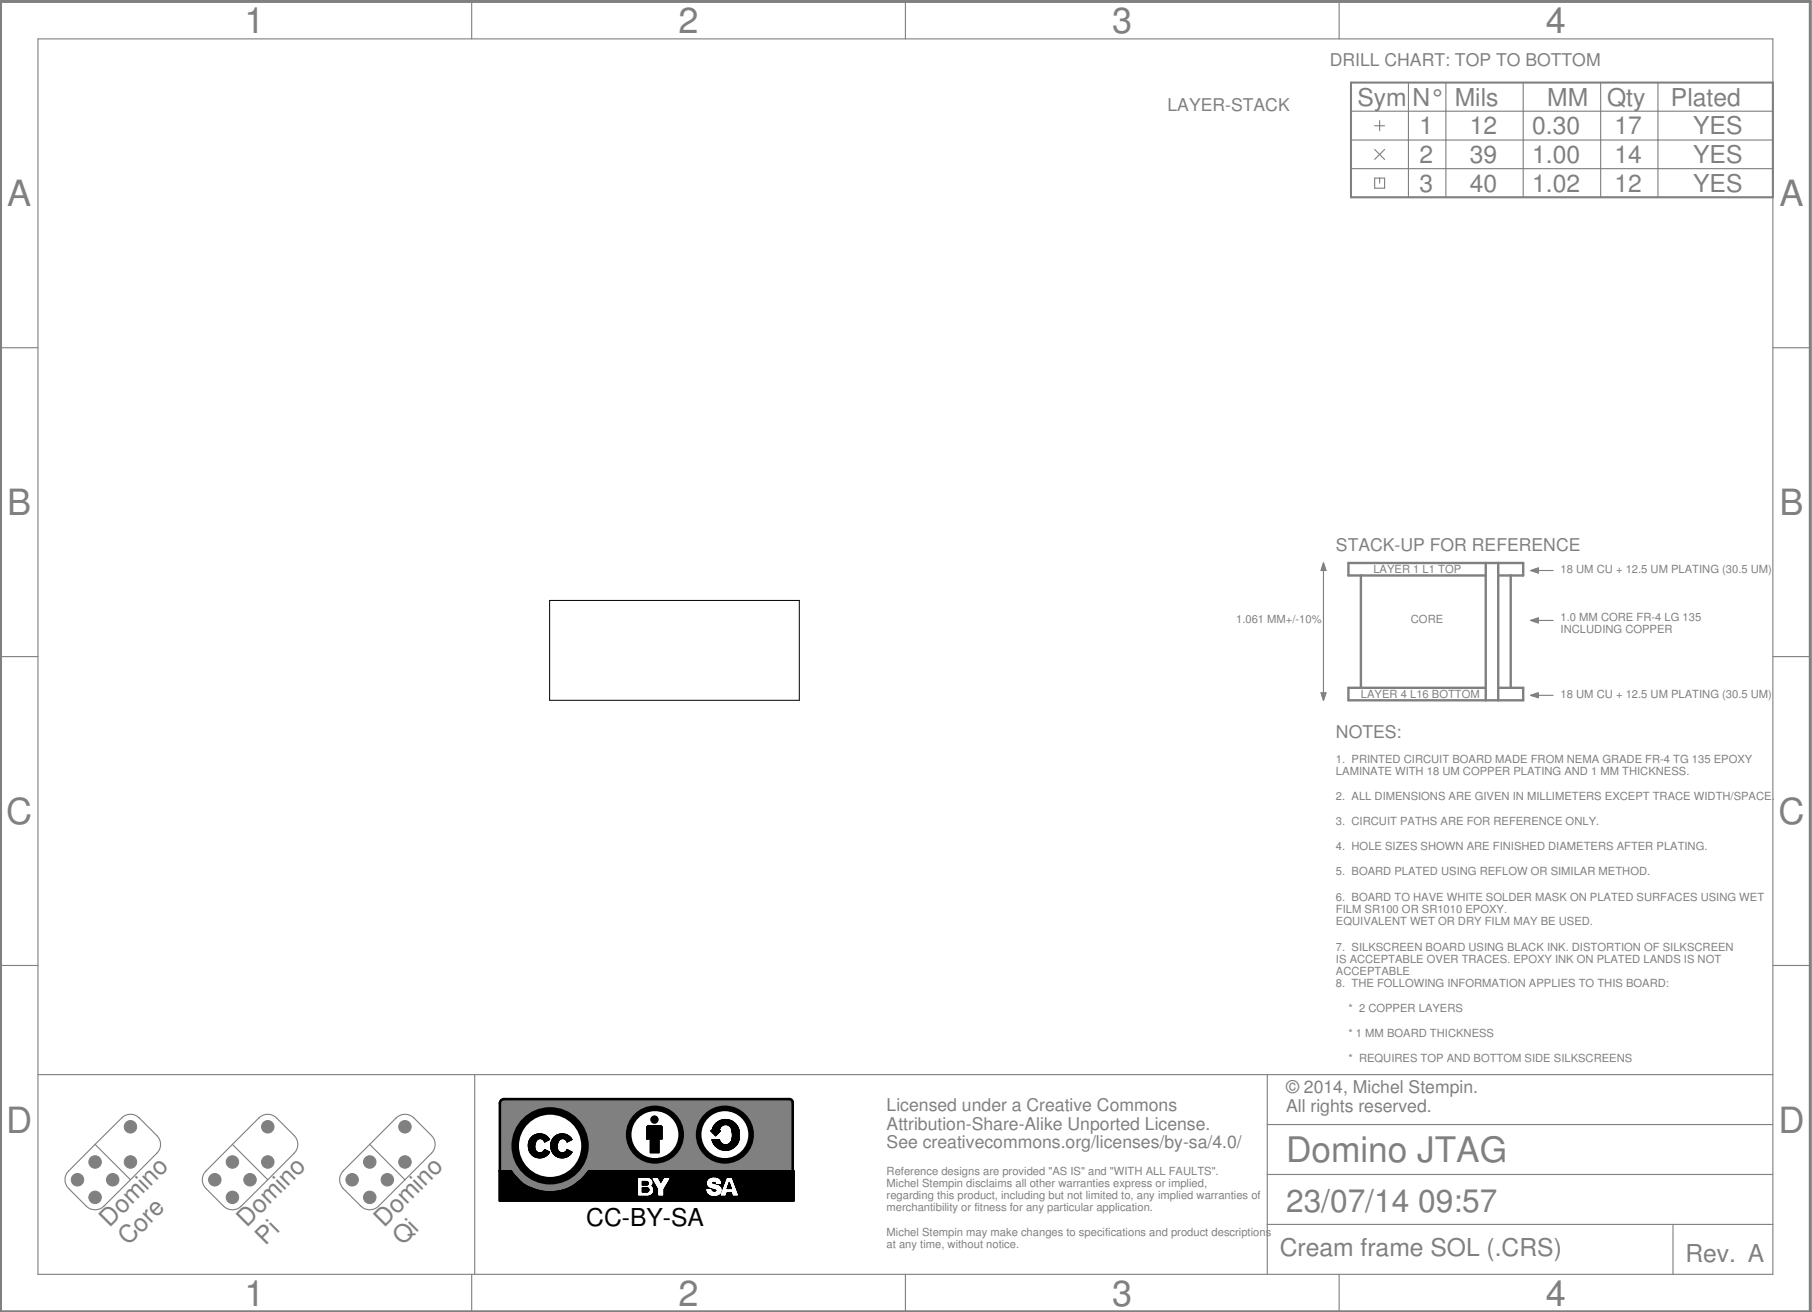 1 2 3 4
DRILL CHART: TOP TO BOTTOM
LAYER-STACK
Sym N° Mils MM Qty Plated
+ 1 12 0.30 17 YES
× 2 39 1.00 14 YES
3 40 1.02 12 YES
A A
B B
STACK-UP FOR REFERENCE
LAYER 1 L1 TOP
18 UM CU + 12.5 UM PLATING (30.5 UM)
1.061 MM+/-10%
CORE
1.0 MM CORE FR-4 LG 135
INCLUDING COPPER
LAYER 4 L16 BOTTOM
18 UM CU + 12.5 UM PLATING (30.5 UM)
NOTES:
1. PRINTED CIRCUIT BOARD MADE FROM NEMA GRADE FR-4 TG 135 EPOXY
LAMINATE WITH 18 UM COPPER PLATING AND 1 MM THICKNESS.
2. ALL DIMENSIONS ARE GIVEN IN MILLIMETERS EXCEPT TRACE WIDTH/SPACE.
C C
3. CIRCUIT PATHS ARE FOR REFERENCE ONLY.
4. HOLE SIZES SHOWN ARE FINISHED DIAMETERS AFTER PLATING.
5. BOARD PLATED USING REFLOW OR SIMILAR METHOD.
6. BOARD TO HAVE WHITE SOLDER MASK ON PLATED SURFACES USING WET
FILM SR100 OR SR1010 EPOXY.
EQUIVALENT WET OR DRY FILM MAY BE USED.
7. SILKSCREEN BOARD USING BLACK INK. DISTORTION OF SILKSCREEN
IS ACCEPTABLE OVER TRACES. EPOXY INK ON PLATED LANDS IS NOT
ACCEPTABLE
8. THE FOLLOWING INFORMATION APPLIES TO THIS BOARD:
* 2 COPPER LAYERS
* 1 MM BOARD THICKNESS
* REQUIRES TOP AND BOTTOM SIDE SILKSCREENS
D D
Domino
Core
Domino
Pi
Domino
Qi
cc
BY SA
CC-BY-SA
Licensed under a Creative Commons
Attribution-Share-Alike Unported License.
See creativecommons.org/licenses/by-sa/4.0/
Reference designs are provided "AS IS" and "WITH ALL FAULTS".
Michel Stempin disclaims all other warranties express or implied,
regarding this product, including but not limited to, any implied warranties of
merchantibility or fitness for any particular application.
Michel Stempin may make changes to specifications and product descriptions
at any time, without notice.
© 2014, Michel Stempin.
All rights reserved.
Domino JTAG
23/07/14 09:57
Cream frame SOL (.CRS)
Rev. A
1 2 3 4